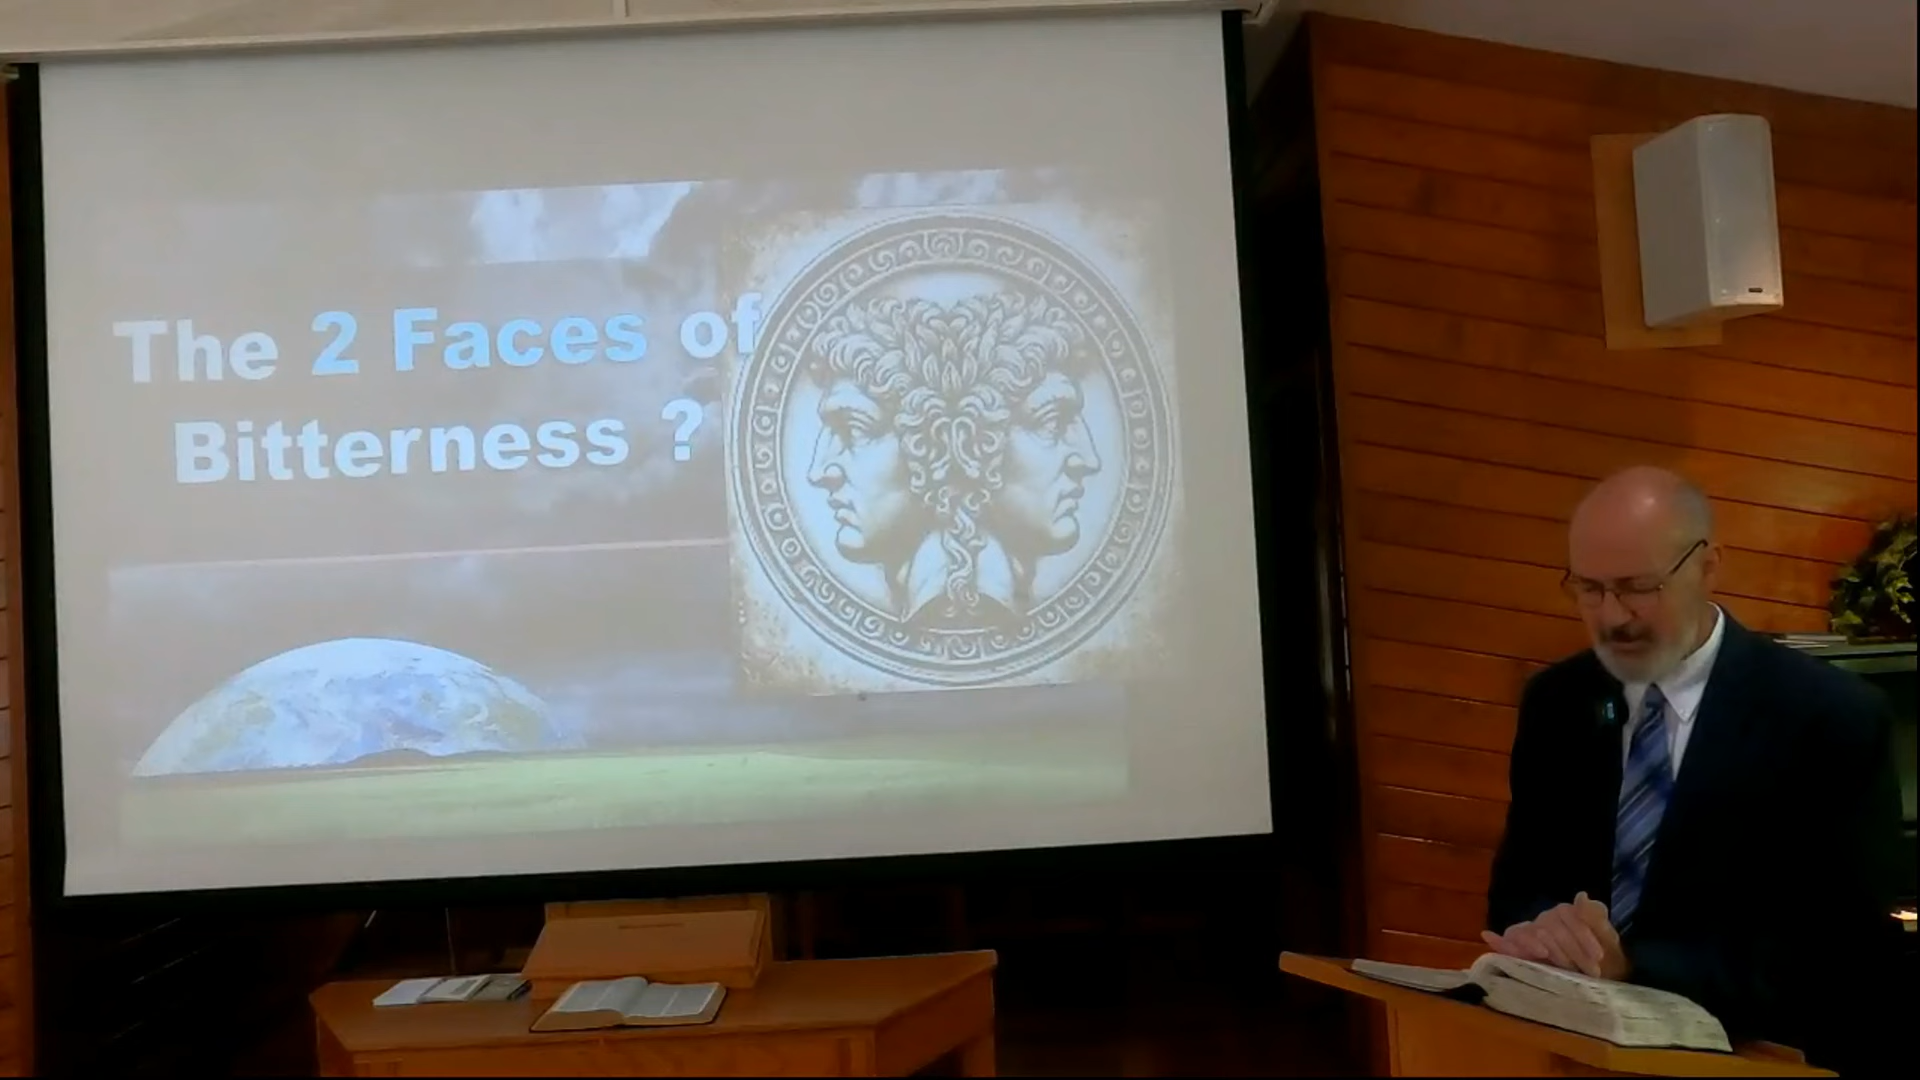 The 2 Faces of
Bitterness ?